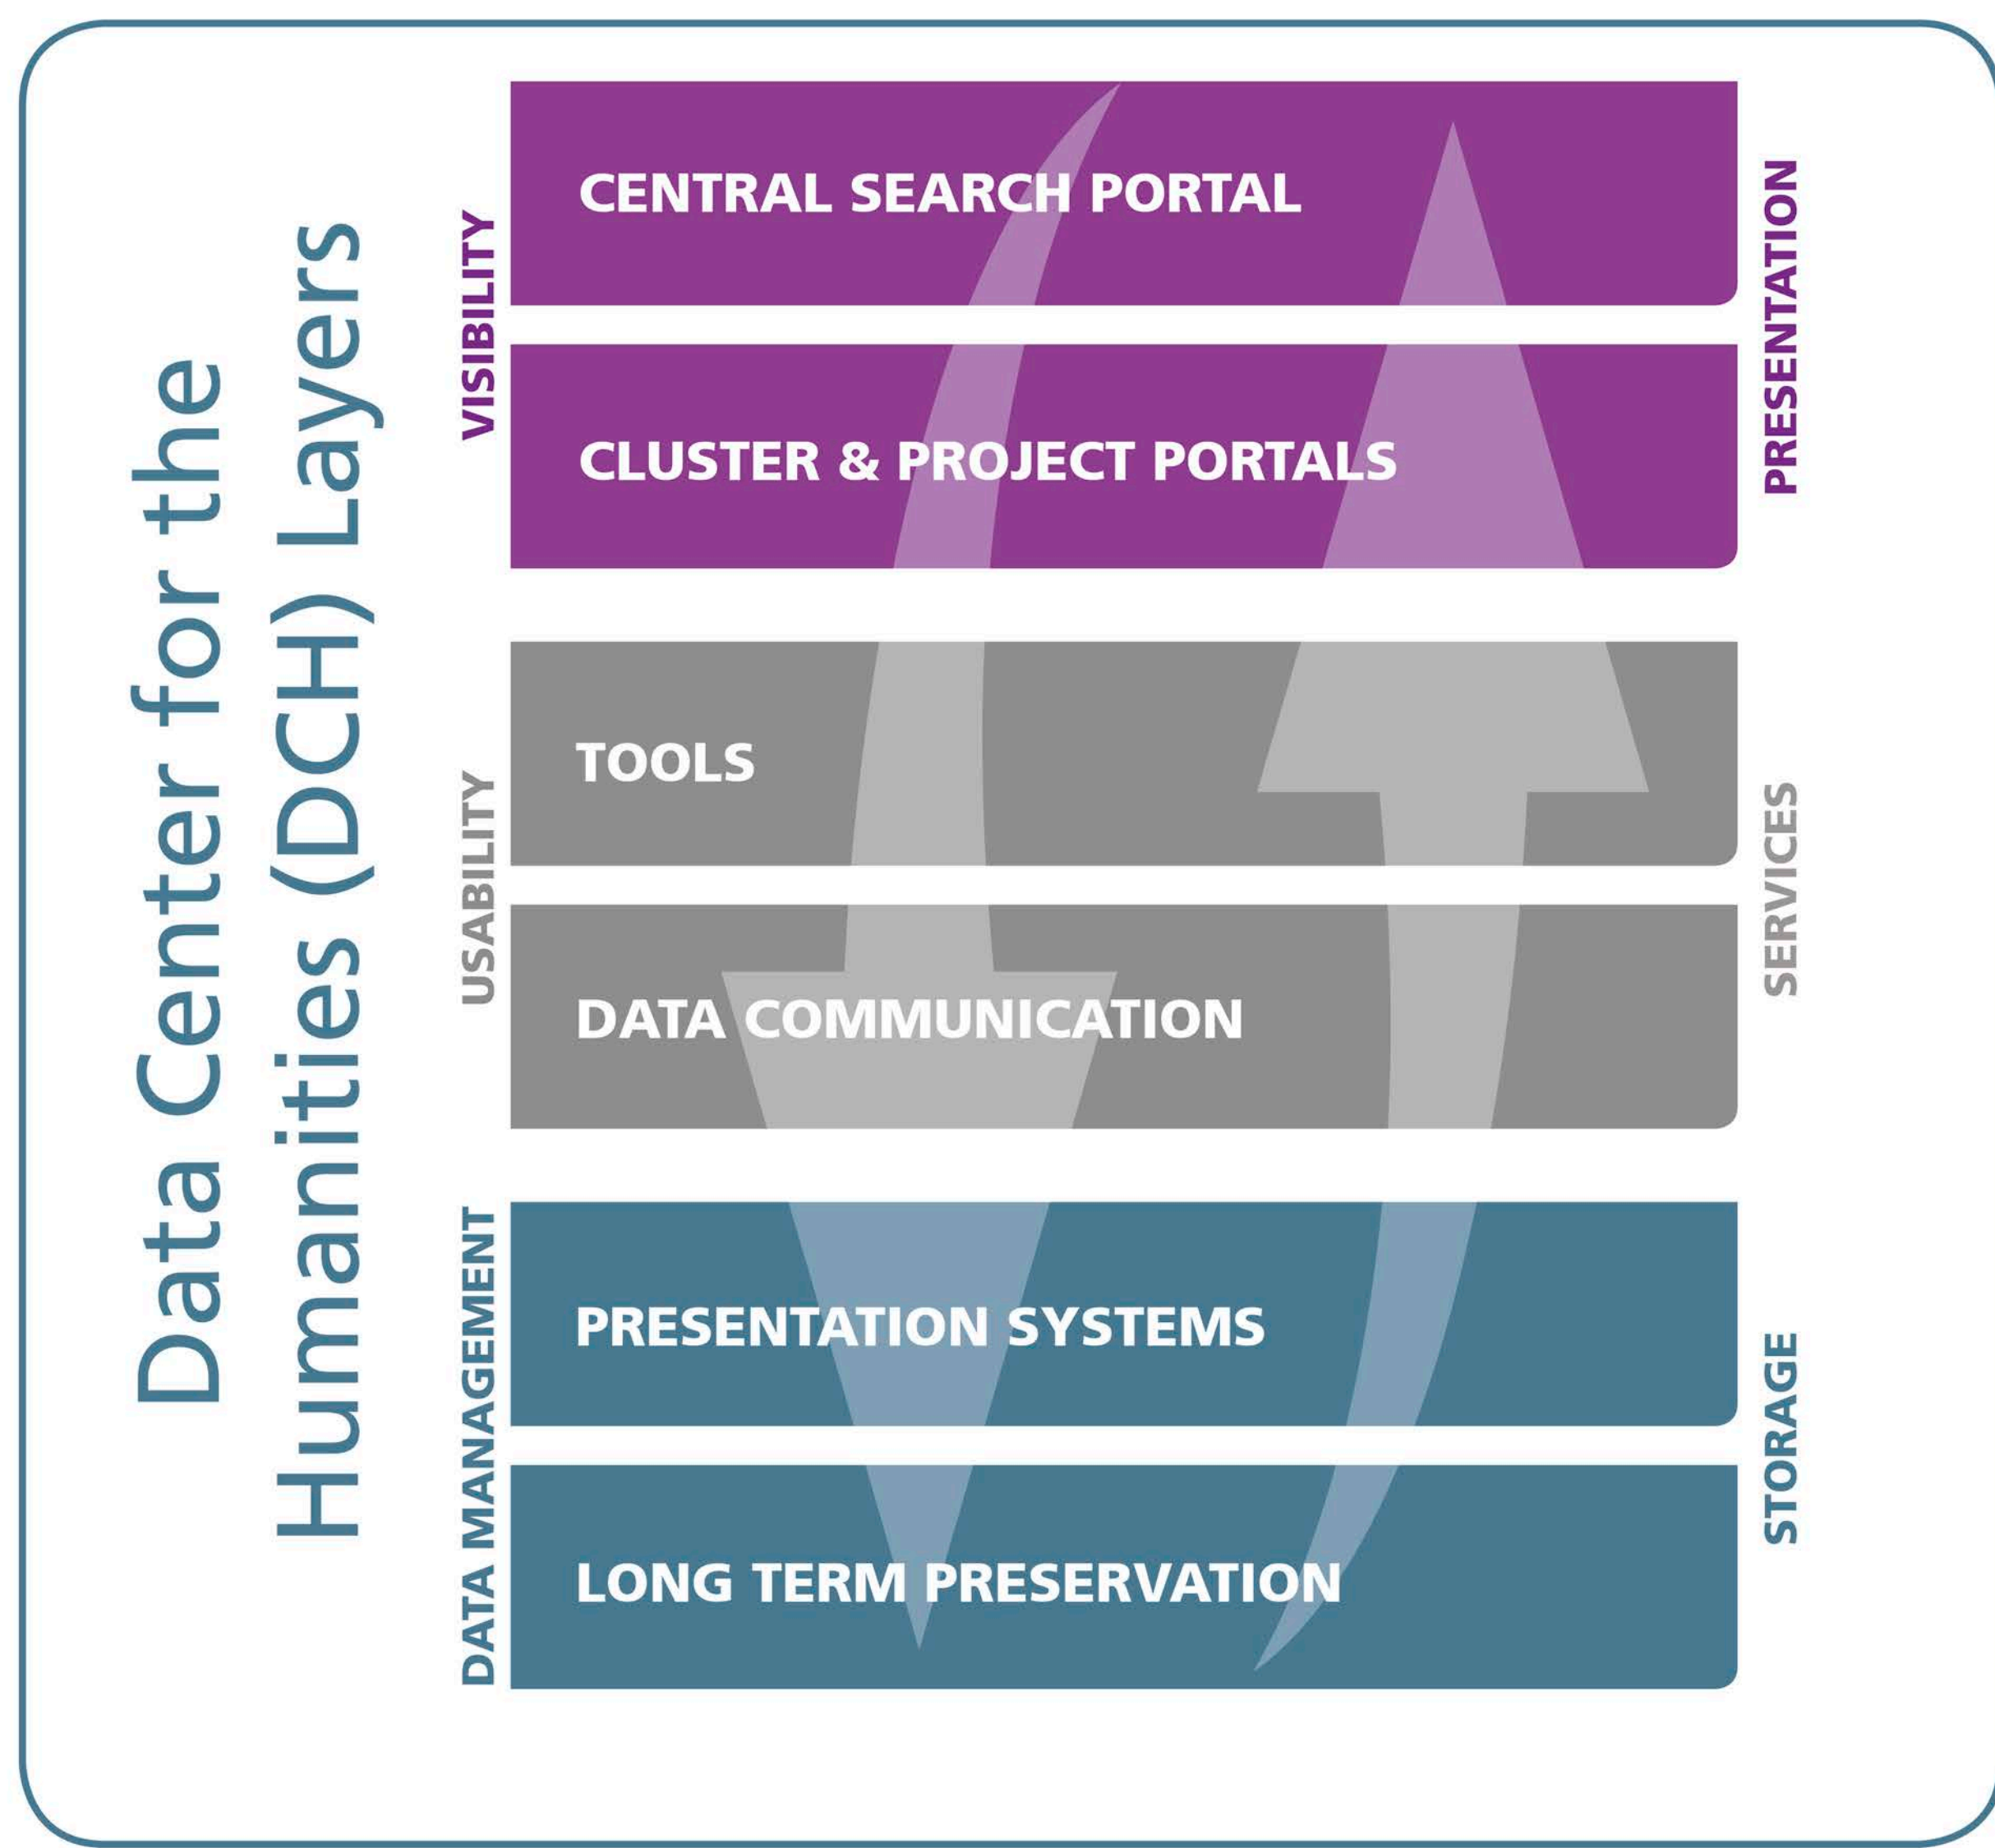 Data Center for the
Humanities (DCH) Layers
VISIBILITY
CENTRAL SEARCH PORTAL
CLUSTER & PROJECT PORTALS
PRESENTATION
USABILITY
TOOLS
DATA COMMUNICATION
SERVICES
DATA MANAGEMENT
PRESENTATION SYSTEMS
LONG TERM PRESERVATION
STORAGE